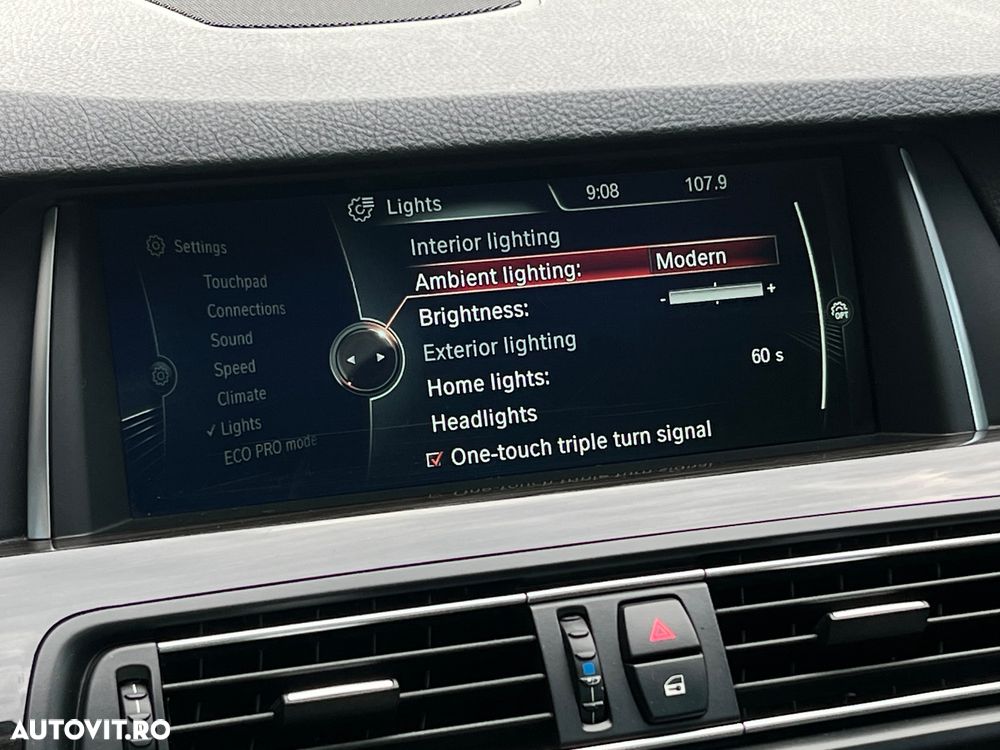 Lights
9:08
107.9
Settings
Touchpad
Connections
Sound
Speed
Climate
✓ Lights
ECO PRO mode
Interior lighting
Ambient lighting: Modern
Brightness: - +
Exterior lighting
Home lights: 60 s
Headlights
One-touch triple turn signal
OPT
AUTOVIT.RO